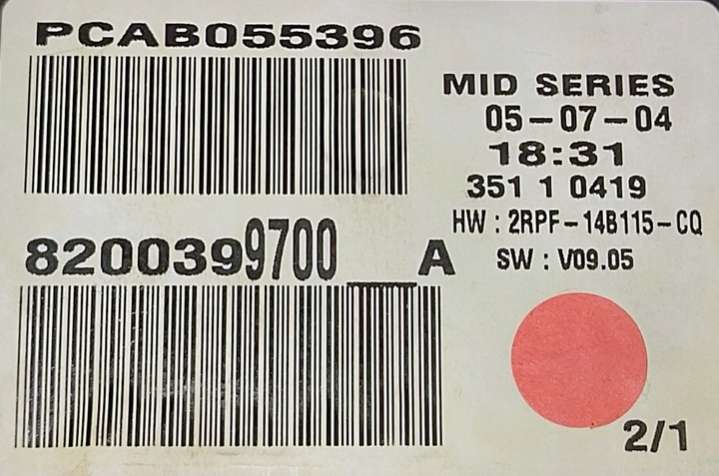 PCAB055396
MID SERIES
05-07-04
18:31
351 1 0419
HW : 2RPF-14B115-CQ
SW : V09.05
8200399700__A
2/1